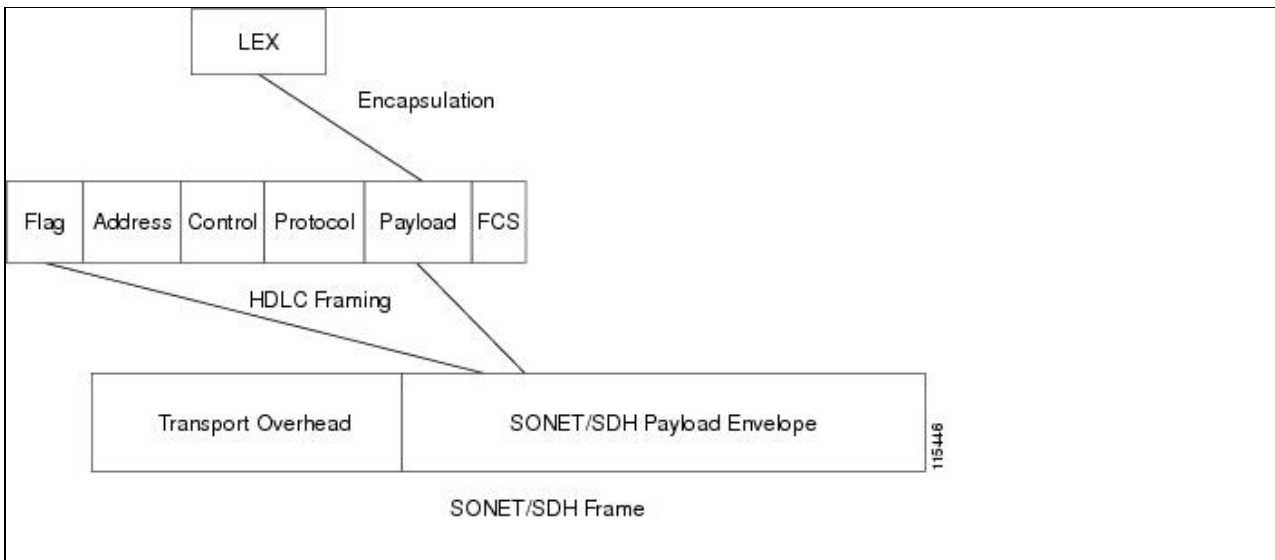 LEX
Encapsulation
Flag Address Control Protocol Payload FCS
HDLC Framing
Transport Overhead SONET/SDH Payload Envelope
115446
SONET/SDH Frame